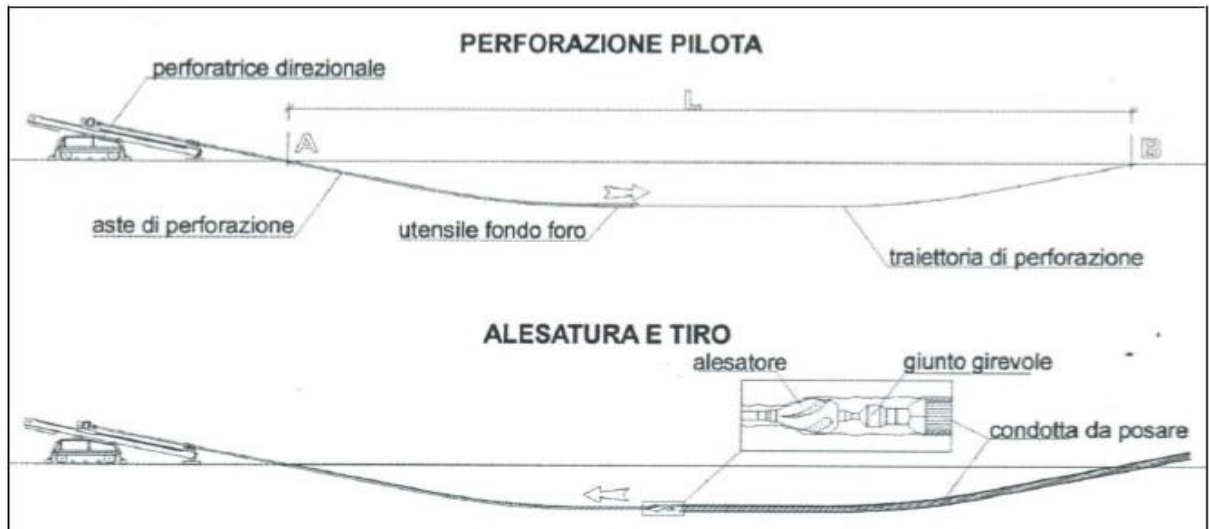 PERFORAZIONE PILOTA
perforatrice direzionale
L
A
B
aste di perforazione
utensile fondo foro
traiettoria di perforazione
ALESATURA E TIRO
alesatore
giunto girevole
condotta da posare